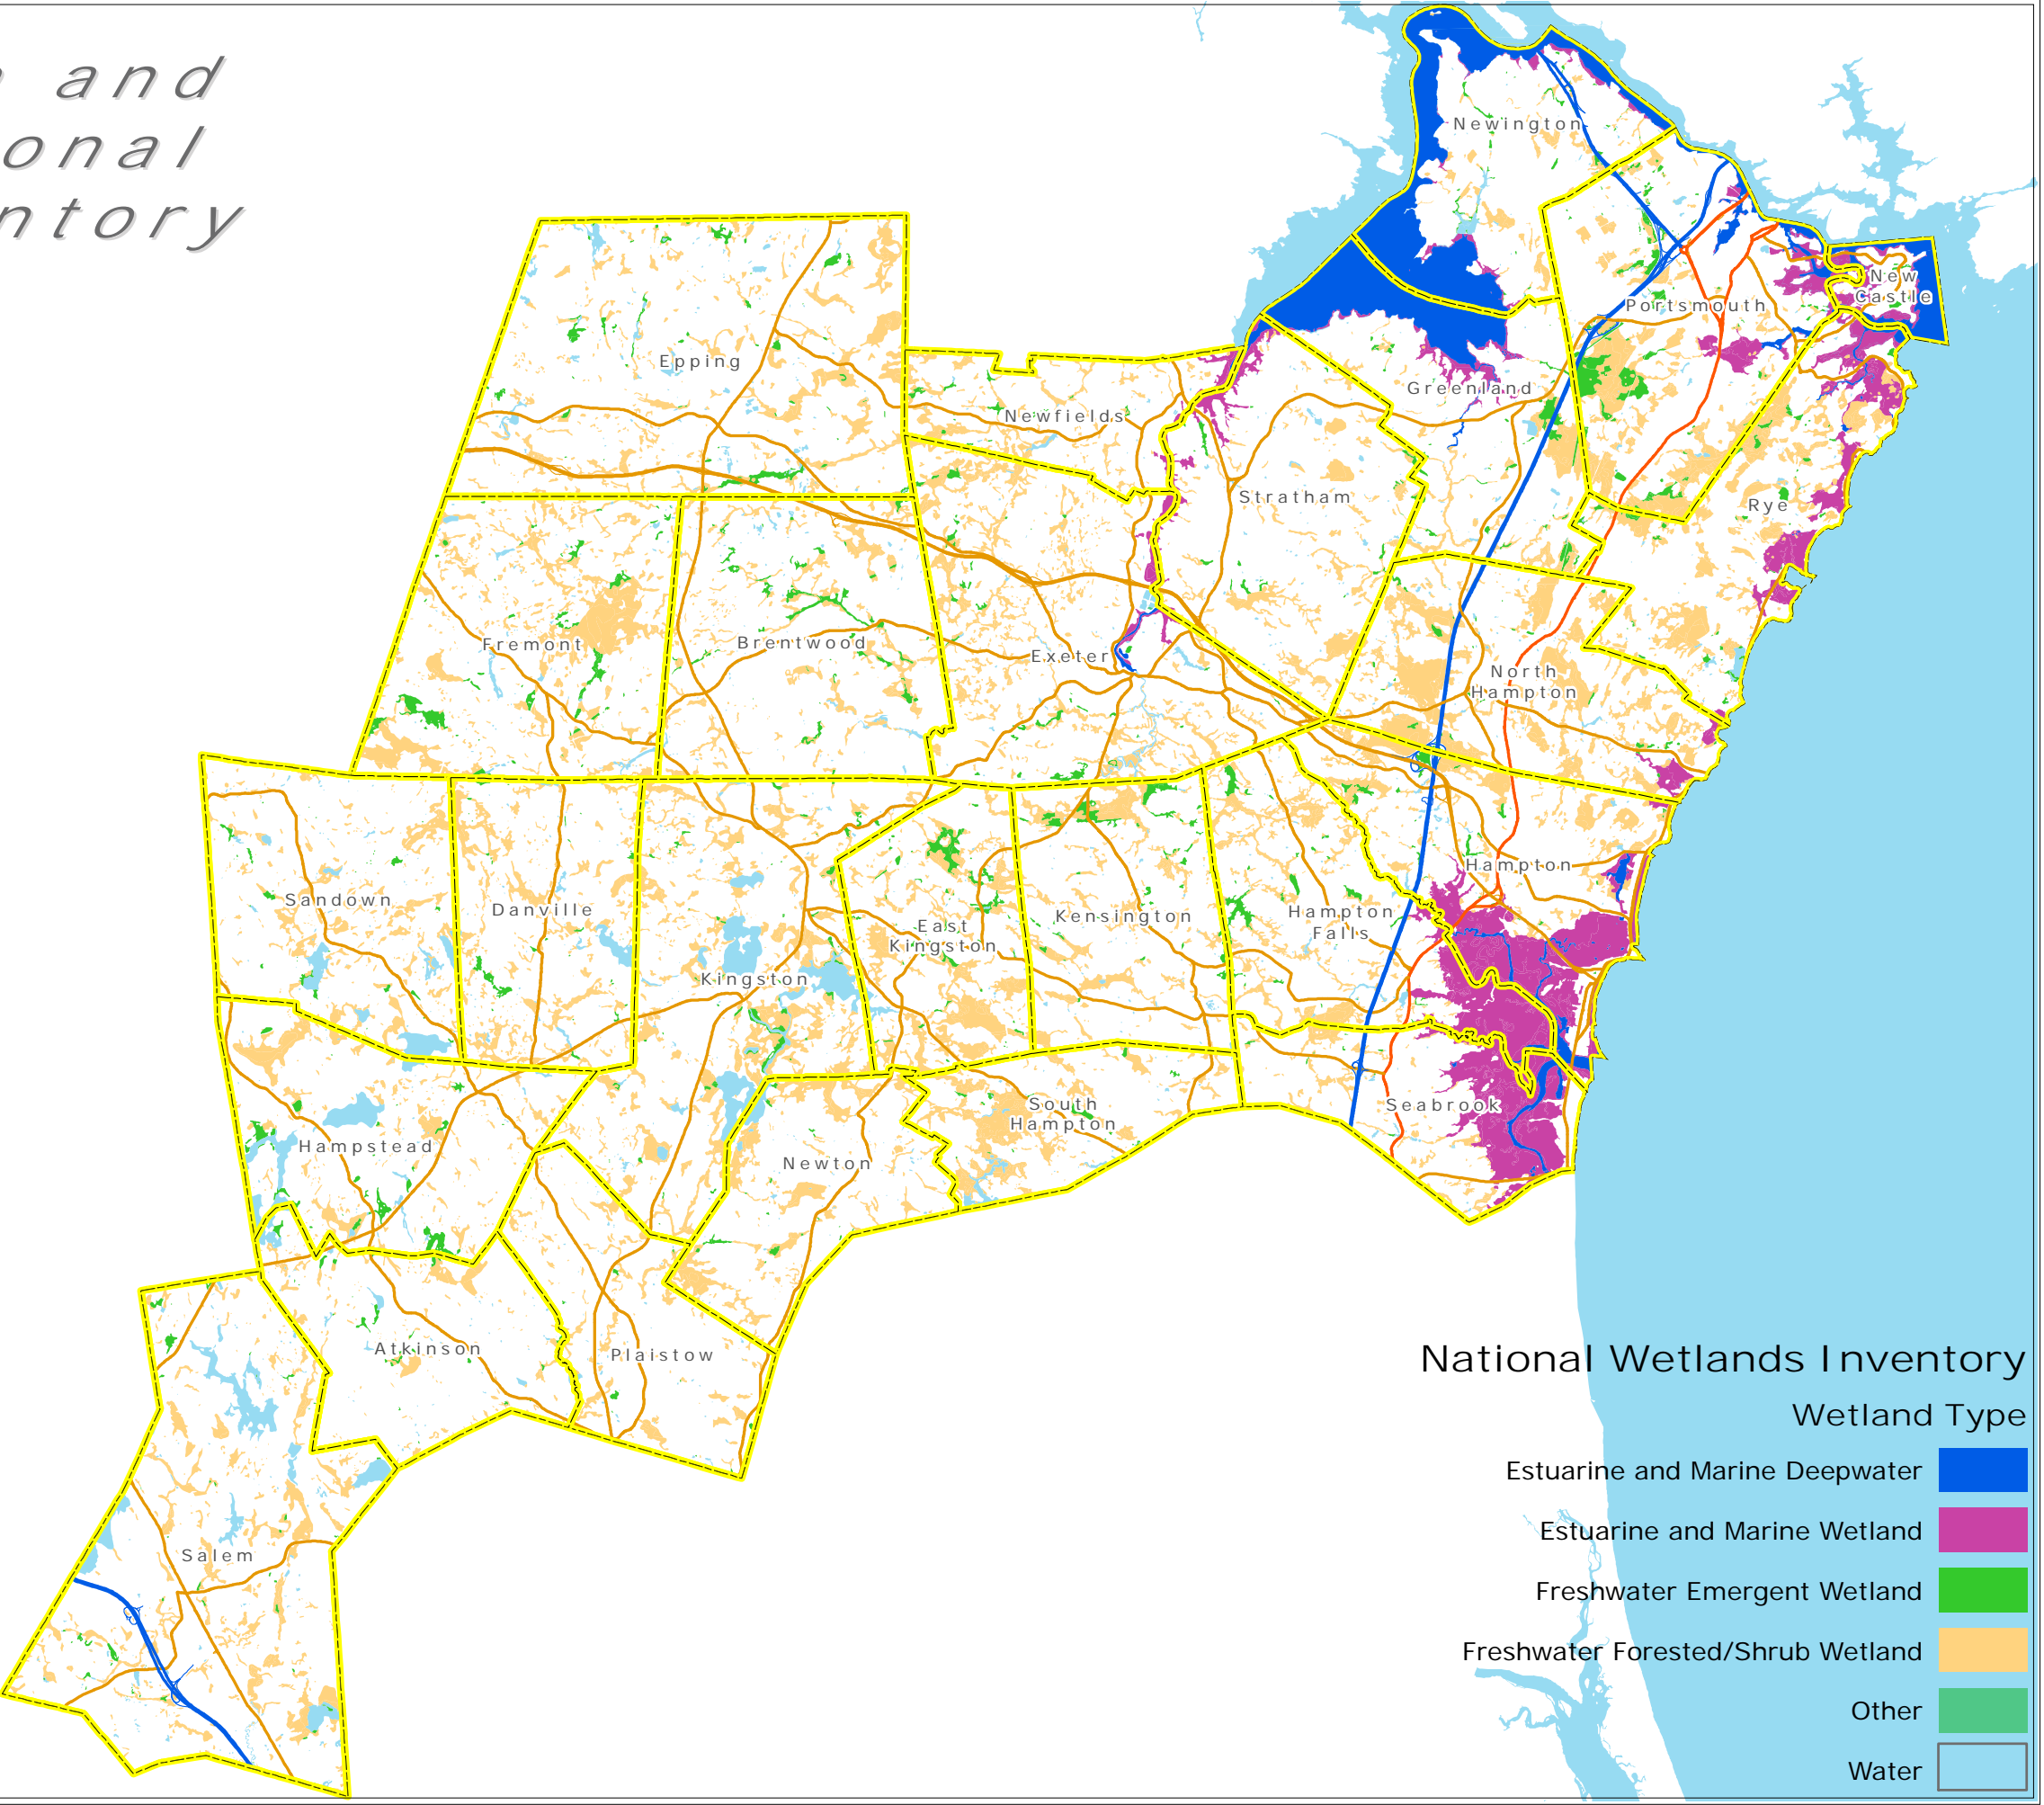 and
onal
ntory
Newington
New
Castle
Portsmouth
Epping
Greenland
Newfields
Stratham
Rye
Fremont
Brentwood
Exeter
North
Hampton
Hampton
Sandown
Danville
East
Kingston
Kensington
Hampton
Falls
Kingston
Seabrook
South
Hampton
Hampstead
Newton
Atkinson
Plaistow
Salem
National Wetlands Inventory
Wetland Type
Estuarine and Marine Deepwater
Estuarine and Marine Wetland
Freshwater Emergent Wetland
Freshwater Forested/Shrub Wetland
Other
Water